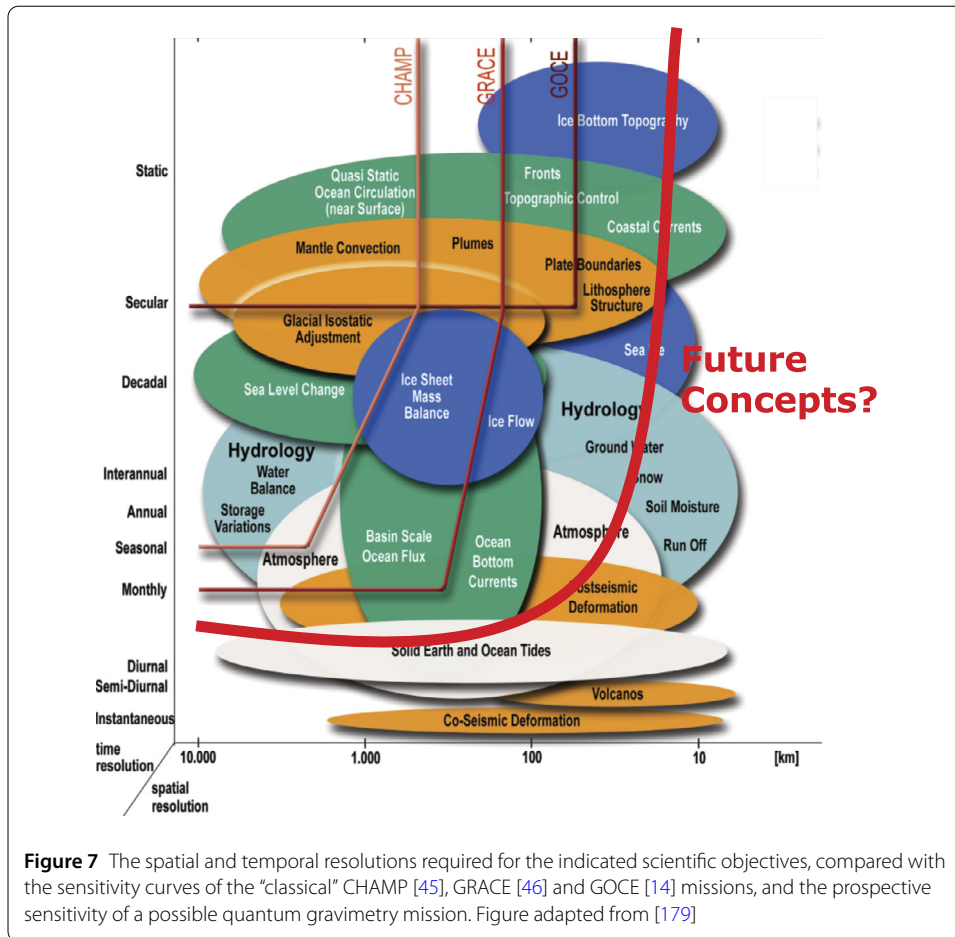 CHAMP
GRACE
GOCE
Ice Bottom Topography
Static
Quasi Static
Ocean Circulation
(near Surface)
Fronts
Topographic Control
Coastal Currents
Mantle Convection
Plumes
Plate Boundaries
Secular
Lithosphere
Structure
Glacial Isostatic
Adjustment
Sea
Future
Concepts?
Decadal
Sea Level Change
Ice Sheet
Mass
Balance
Ice Flow
Hydrology
Ground Water
Snow
Soil Moisture
Run Off
Interannual
Hydrology
Water
Balance
Storage
Variations
Annual
Seasonal
Atmosphere
Basin Scale
Ocean Flux
Ocean
Bottom
Currents
Atmosphere
Monthly
Postseismic
Deformation
Solid Earth and Ocean Tides
Diurnal
Semi-Diurnal
Volcanos
Instantaneous
Co-Seismic Deformation
time
resolution
10.000
1.000
100
10
[km]
spatial
resolution
Figure 7 The spatial and temporal resolutions required for the indicated scientific objectives, compared with
the sensitivity curves of the “classical” CHAMP [45], GRACE [46] and GOCE [14] missions, and the prospective
sensitivity of a possible quantum gravimetry mission. Figure adapted from [179]